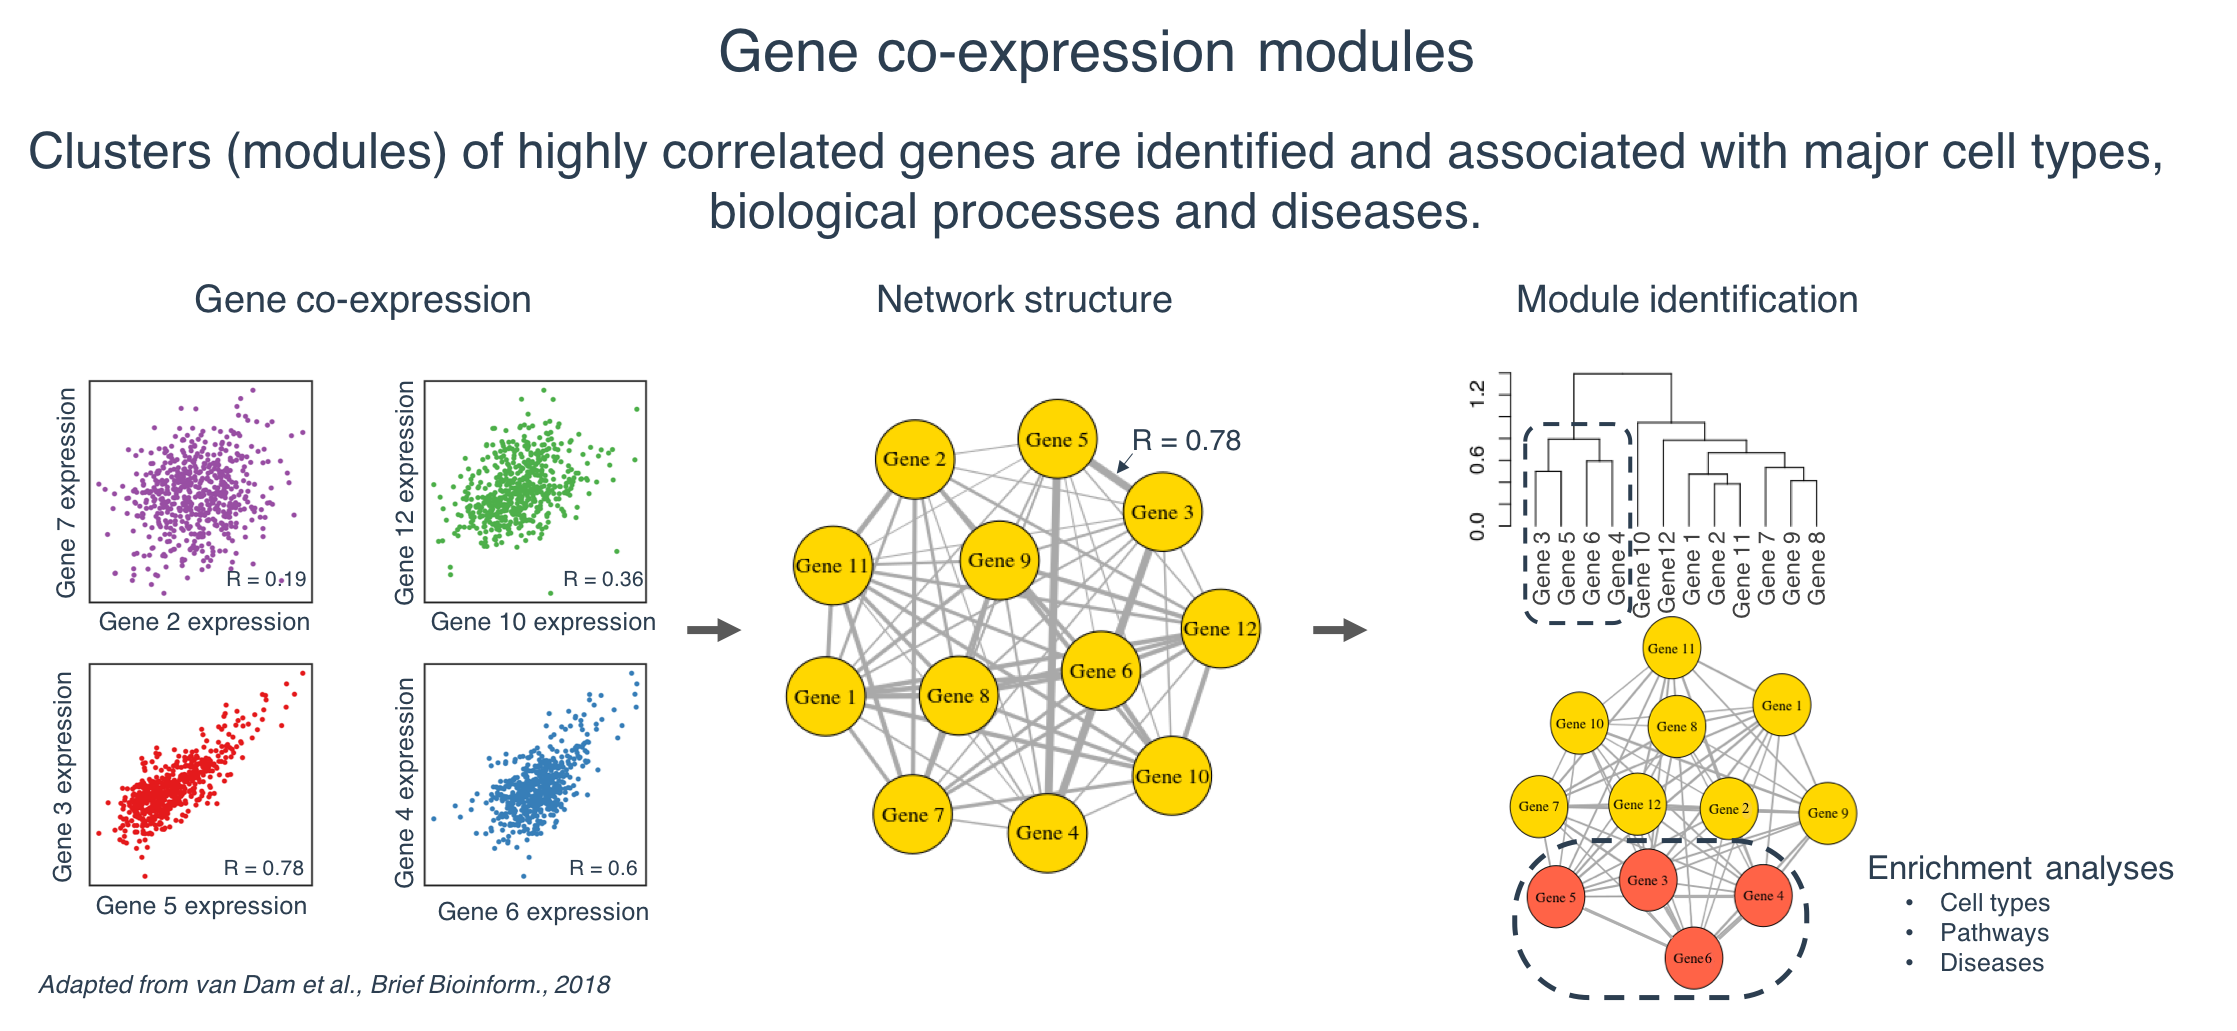 Gene co-expression modules
Clusters (modules) of highly correlated genes are identified and associated with major cell types,
biological processes and diseases.
Gene co-expression
Gene 7 expression
R = 0.19
Gene 2 expression
Gene 12 expression
R = 0.36
Gene 10 expression
Gene 3 expression
R = 0.78
Gene 5 expression
Gene 4 expression
R = 0.6
Gene 6 expression
Adapted from van Dam et al., Brief Bioinform., 2018
Network structure
Gene 5
R = 0.78
Gene 2
Gene 3
Gene 9
Gene 11
Gene 12
Gene 6
Gene 8
Gene 1
Gene 10
Gene 7
Gene 4
Module identification
1.2
0.6
0.0
Gene 3
Gene 5
Gene 6
Gene 4
Gene 10
Gene12
Gene 1
Gene 2
Gene 11
Gene 7
Gene 9
Gene 8
Gene 11
Gene 1
Gene 10
Gene 8
Gene 7
Gene 12
Gene 2
Gene 9
Gene 3
Gene 5
Gene 4
Gene6
Enrichment analyses
• Cell types
• Pathways
• Diseases